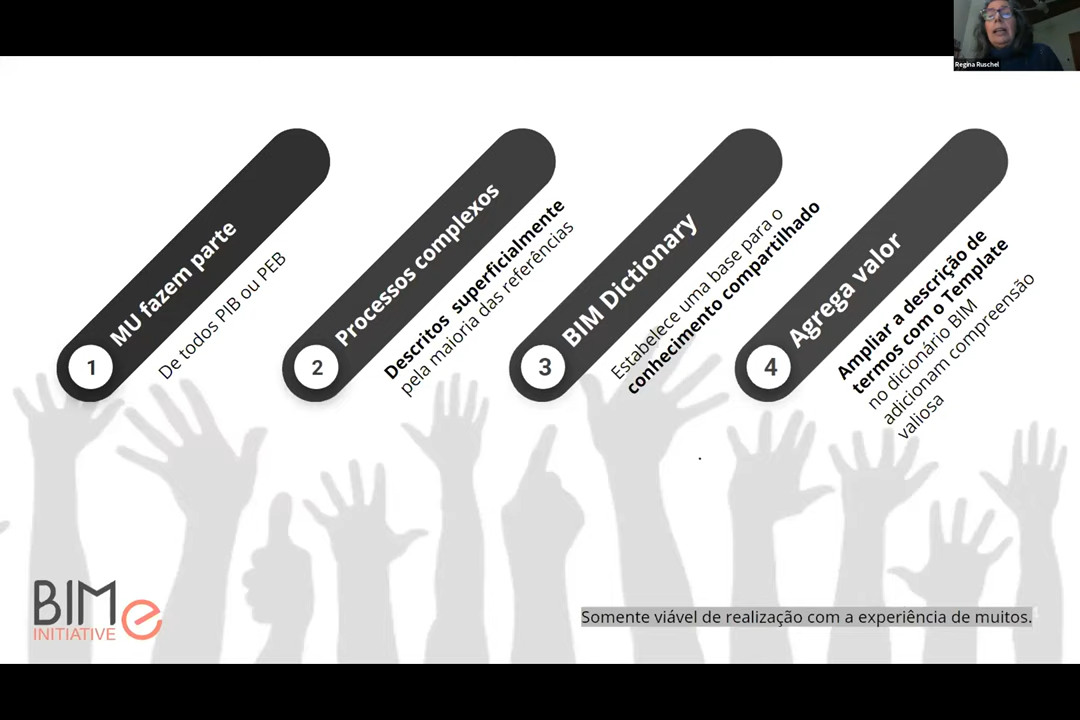 Regina Ruschel
1
MU fazem parte
De todos PIB ou PEB
2
Processos complexos
Descritos superficialmente
pela maioria das referências
3
BIM Dictionary
Estabelece uma base para o
conhecimento compartilhado
4
Agrega valor
Ampliar a descrição de
termos com o Template
no dicionário BIM
adicionam compreensão
valiosa
BIMe
INITIATIVE
Somente viável de realização com a experiência de muitos.